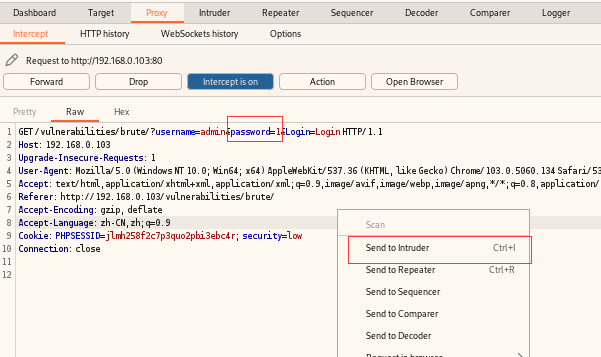 Dashboard Target Proxy Intruder Repeater Sequencer Decoder Comparer Logger
Intercept HTTP history WebSockets history Options
Request to http://192.168.0.103:80
Forward Drop Intercept is on Action Open Browser
Pretty Raw Hex
1 GET /vulnerabilities/brute/?username=admin&password=1&Login=Login HTTP/1.1
2 Host: 192.168.0.103
3 Upgrade-Insecure-Requests: 1
4 User-Agent: Mozilla/5.0 (Windows NT 10.0; Win64; x64) AppleWebKit/537.36 (KHTML, like Gecko) Chrome/103.0.5060.134 Safari/53
5 Accept: text/html,application/xhtml+xml,application/xml;q=0.9,image/avif,image/webp,image/apng,*/*;q=0.8,application/
6 Referer: http://192.168.0.103/vulnerabilities/brute/
7 Accept-Encoding: gzip, deflate
8 Accept-Language: zh-CN,zh;q=0.9
9 Cookie: PHPSESSID=jlmh258f2c7p3quo2pbi3ebc4r; security=low
10 Connection: close
11
12
Scan
Send to Intruder Ctrl+I
Send to Repeater Ctrl+R
Send to Sequencer
Send to Comparer
Send to Decoder
Request in browser